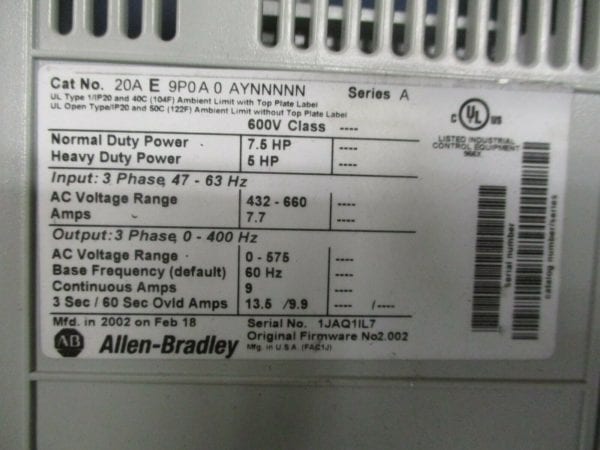 Cat No. 20A E 9P0A 0 AYNNNNN Series A
UL Type 1/IP20 and 40C (104F) Ambient Limit with Top Plate Label
UL Open Type/IP20 and 50C (122F) Ambient Limit without Top Plate Label
600V Class ----
Normal Duty Power 7.5 HP ----
Heavy Duty Power 5 HP ----
Input: 3 Phase, 47 - 63 Hz
AC Voltage Range 432 - 660 ----
Amps 7.7 ----
Output: 3 Phase, 0 - 400 Hz
AC Voltage Range 0 - 575 ----
Base Frequency (default) 60 Hz ----
Continuous Amps 9 ----
3 Sec / 60 Sec Ovld Amps 13.5 /9.9 ---- /----
Mfd. in 2002 on Feb 18 Serial No. 1JAQ1IL7
Original Firmware No2.002
AB Allen-Bradley Mfg. in U.S.A. (FAC1J)
C UL US
LISTED INDUSTRIAL
CONTROL EQUIPMENT
966X
serial number
catalog number/series